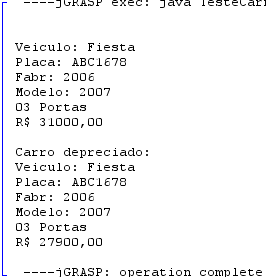 ----jGRASP exec: java TesteCarr
Veiculo: Fiesta
Placa: ABC1678
Fabr: 2006
Modelo: 2007
03 Portas
R$ 31000,00
Carro depreciado:
Veiculo: Fiesta
Placa: ABC1678
Fabr: 2006
Modelo: 2007
03 Portas
R$ 27900,00
----jGRASP: operation complete